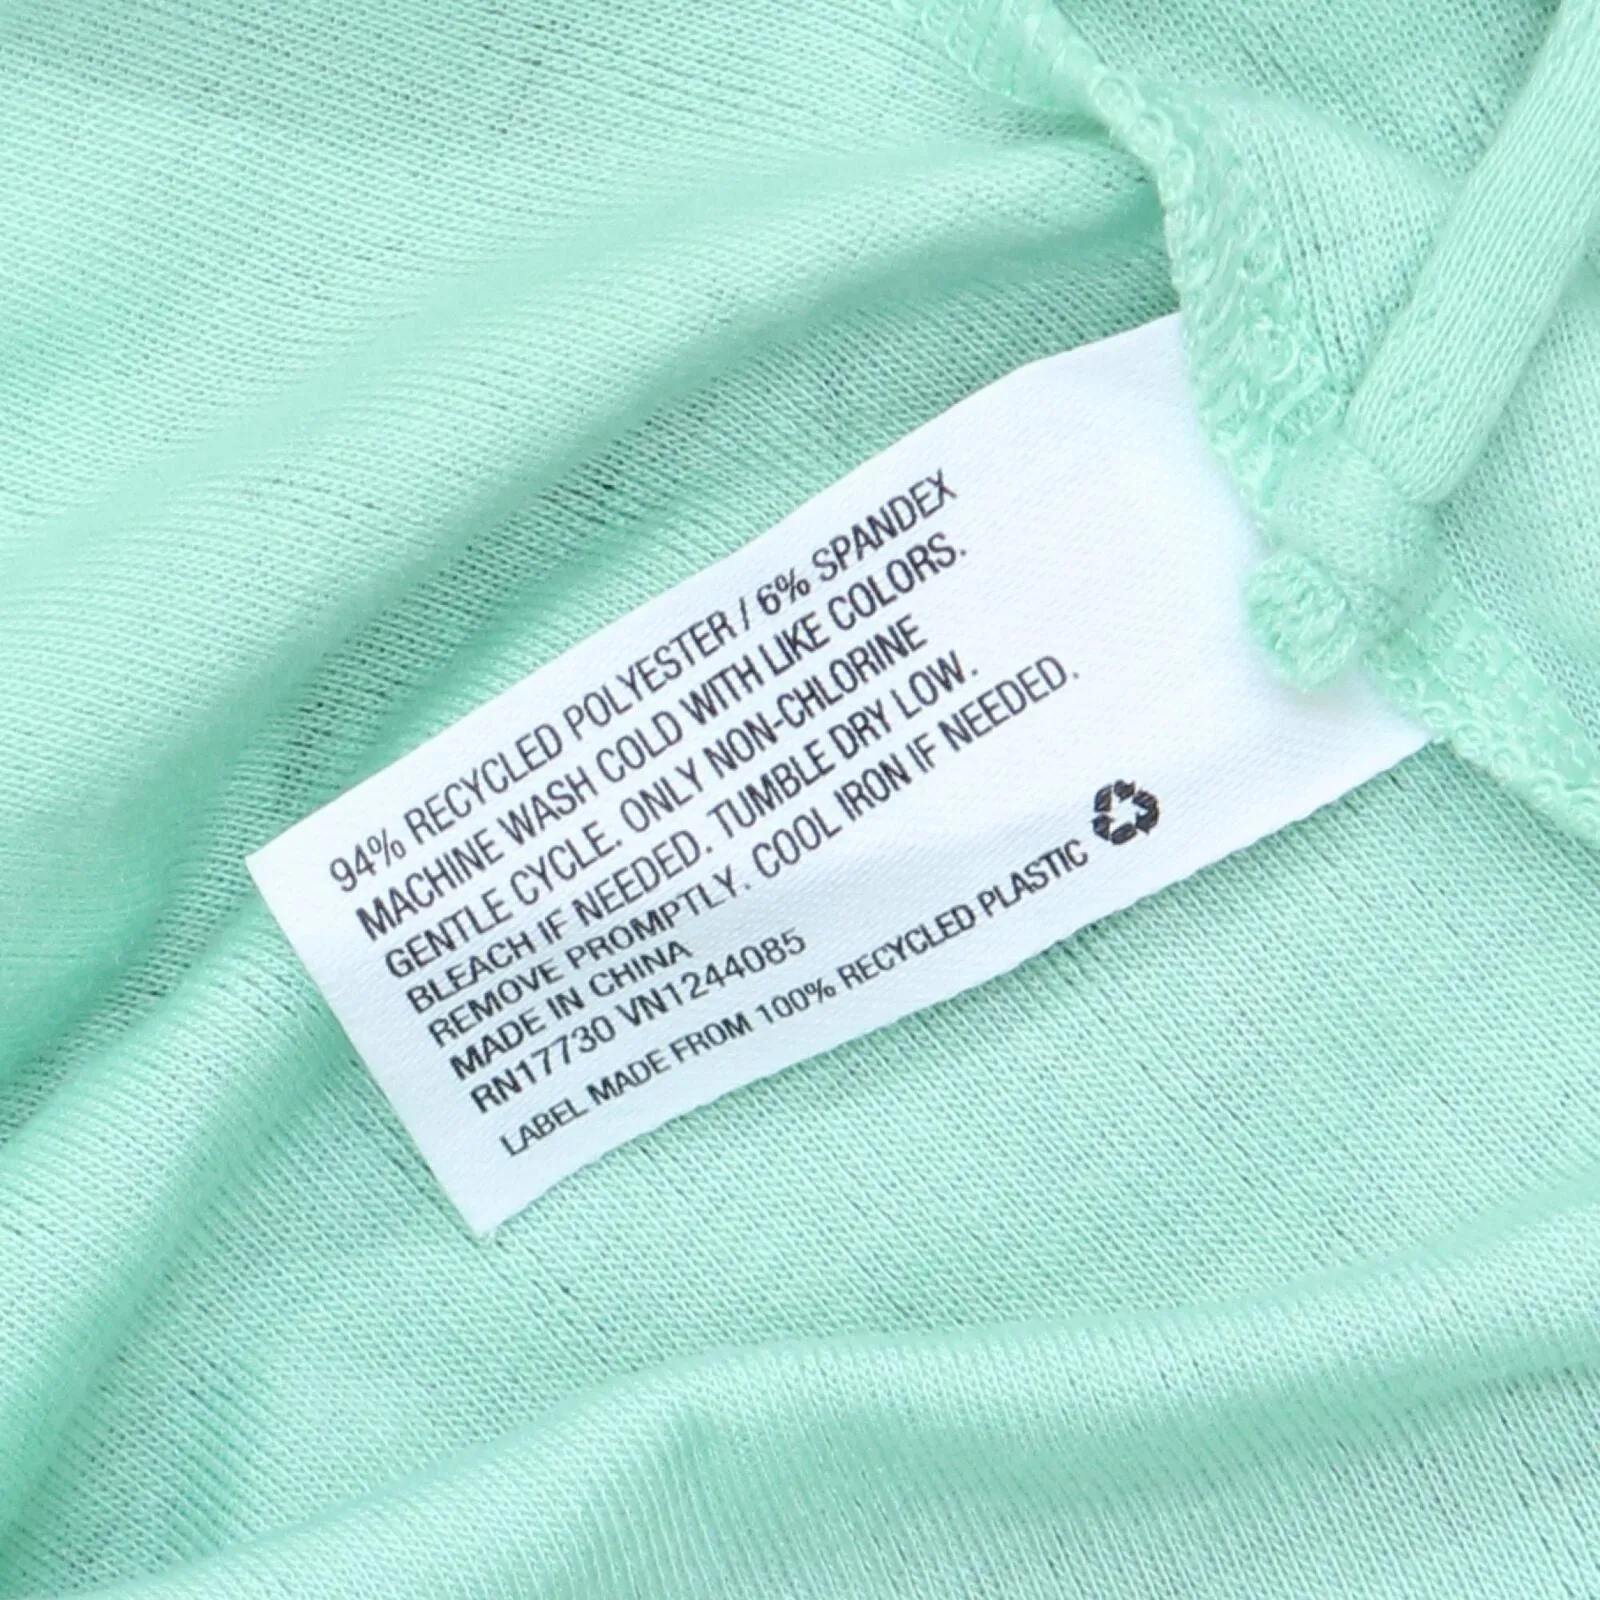 94% RECYCLED POLYESTER / 6% SPANDEX
MACHINE WASH COLD WITH LIKE COLORS.
GENTLE CYCLE. ONLY NON-CHLORINE
BLEACH IF NEEDED. TUMBLE DRY LOW.
REMOVE PROMPTLY. COOL IRON IF NEEDED.
MADE IN CHINA
RN17730 VN1244085
LABEL MADE FROM 100% RECYCLED PLASTIC